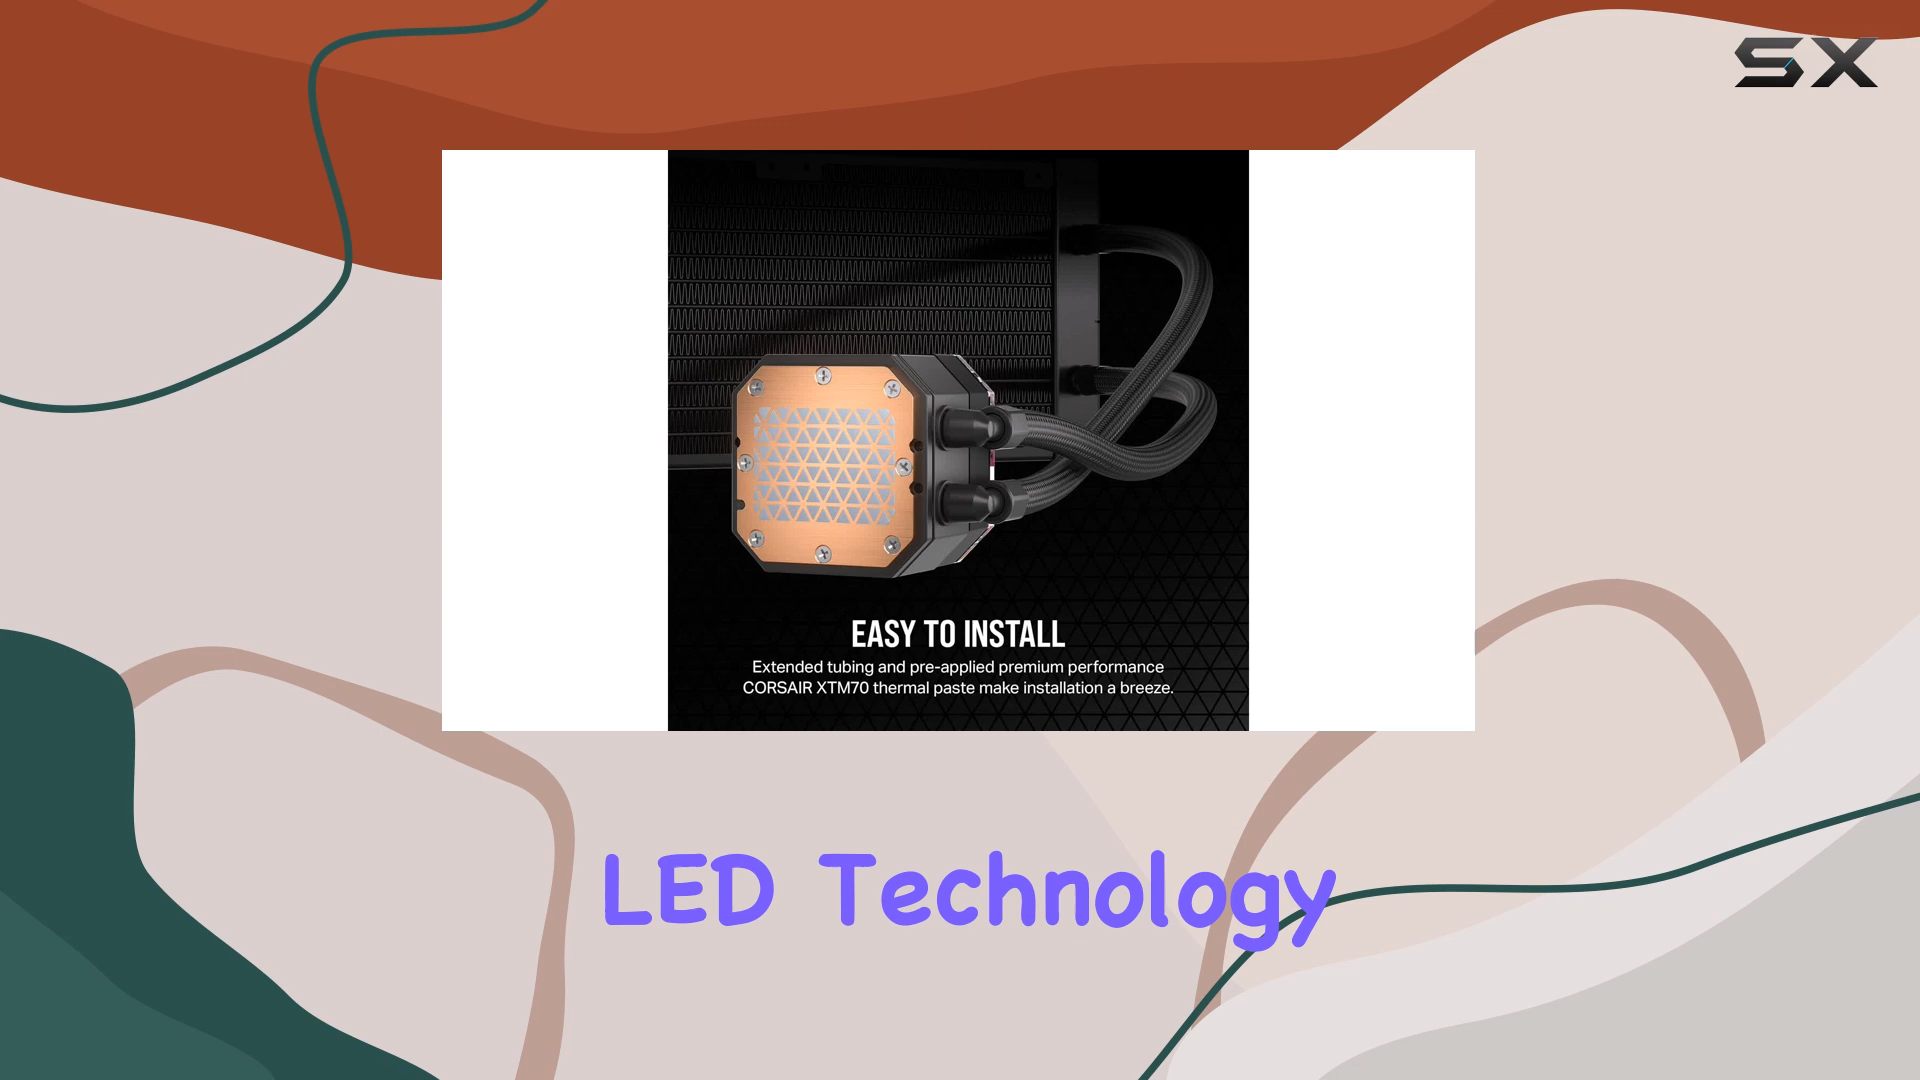 SX
EASY TO INSTALL
Extended tubing and pre-applied premium performance
CORSAIR XTM70 thermal paste make installation a breeze.
LED Technology